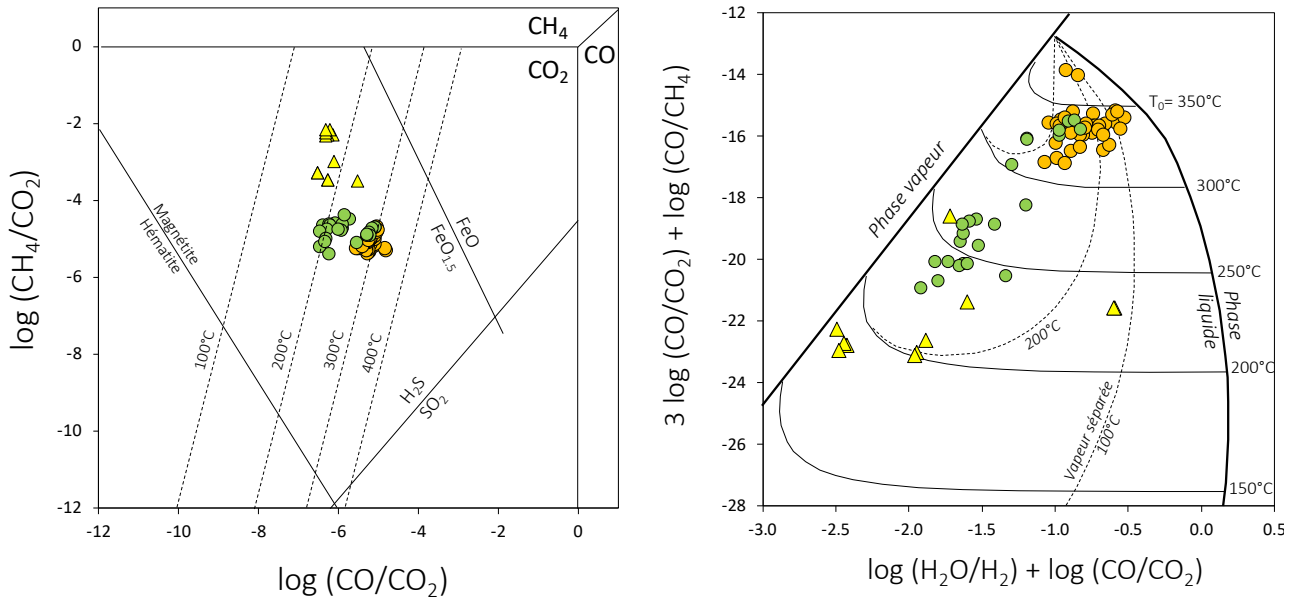 CH₄
CO
CO₂
0
-2
-4
-6
-8
-10
-12
-12
-10
-8
-6
-4
-2
0
log (CH₄/CO₂)
log (CO/CO₂)
Magnétite
Hématite
FeO
FeO₁.₅
H₂S
SO₂
100°C
200°C
300°C
400°C
-12
-14
-16
-18
-20
-22
-24
-26
-28
-3.0
-2.5
-2.0
-1.5
-1.0
-0.5
0.0
0.5
3 log (CO/CO₂) + log (CO/CH₄)
log (H₂O/H₂) + log (CO/CO₂)
Phase vapeur
T₀= 350°C
300°C
250°C
Phase
liquide
200°C
200°C
Vapeur séparée
100°C
150°C